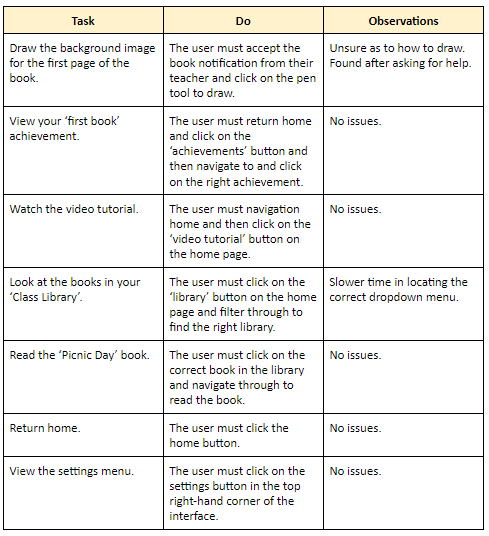 Task
Do
Observations
Draw the background image
for the first page of the
book.
The user must accept the
book notification from their
teacher and click on the pen
tool to draw.
Unsure as to how to draw.
Found after asking for help.
View your ‘first book’
achievement.
The user must return home
and click on the
‘achievements’ button and
then navigate to and click
on the right achievement.
No issues.
Watch the video tutorial.
The user must navigation
home and then click on the
‘video tutorial’ button on
the home page.
No issues.
Look at the books in your
‘Class Library’.
The user must click on the
‘library’ button on the home
page and filter through to
find the right library.
Slower time in locating the
correct dropdown menu.
Read the ‘Picnic Day’ book.
The user must click on the
correct book in the library
and navigate through to
read the book.
No issues.
Return home.
The user must click the
home button.
No issues.
View the settings menu.
The user must click on the
settings button in the top
right-hand corner of the
interface.
No issues.